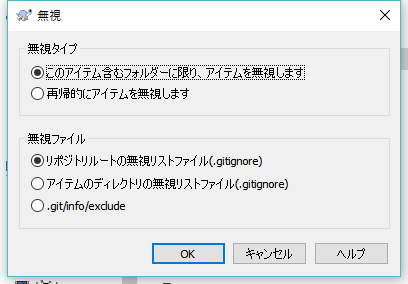 無視
無視タイプ
このアイテム含むフォルダーに限り、アイテムを無視します
再帰的にアイテムを無視します
無視ファイル
リポジトリルートの無視リストファイル(.gitignore)
アイテムのディレクトリの無視リストファイル(.gitignore)
.git/info/exclude
OK
キャンセル
ヘルプ